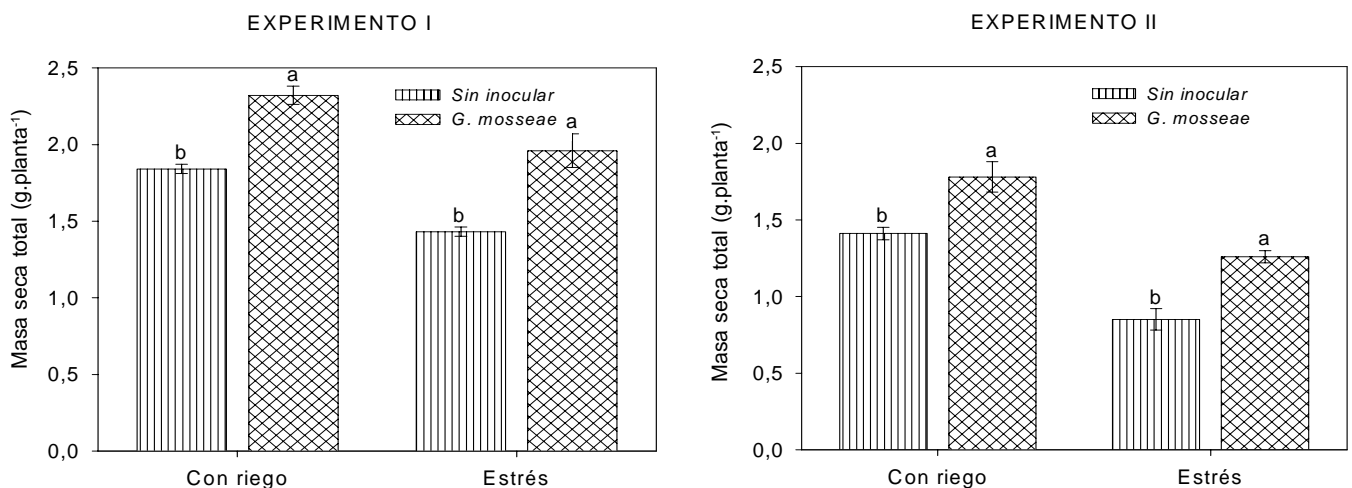 EXPERIMENTO I
Masa seca total (g.planta⁻¹)
2,5
2,0
1,5
1,0
0,5
0,0
Sin inocular
G. mosseae
b
a
b
a
Con riego
Estrés
EXPERIMENTO II
Masa seca total (g.planta⁻¹)
2,5
2,0
1,5
1,0
0,5
0,0
Sin inocular
G. mosseae
b
a
b
a
Con riego
Estrés